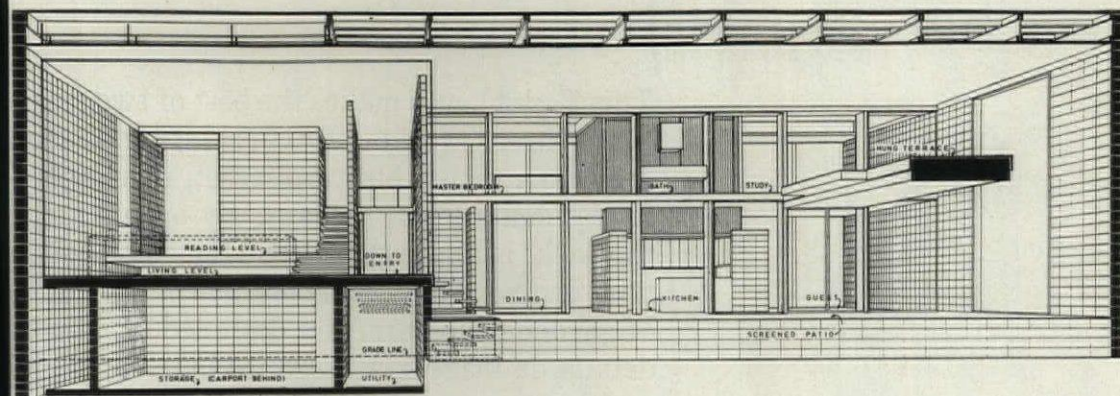 HUNG TERRACE
MASTER BEDROOM
BATH
STUDY
READING LEVEL
DOWN TO
ENTRY
LIVING LEVEL
DINING
KITCHEN
GUEST
SCREENED PATIO
GRADE LINE
STORAGE (CARPORT BEHIND)
UTILITY